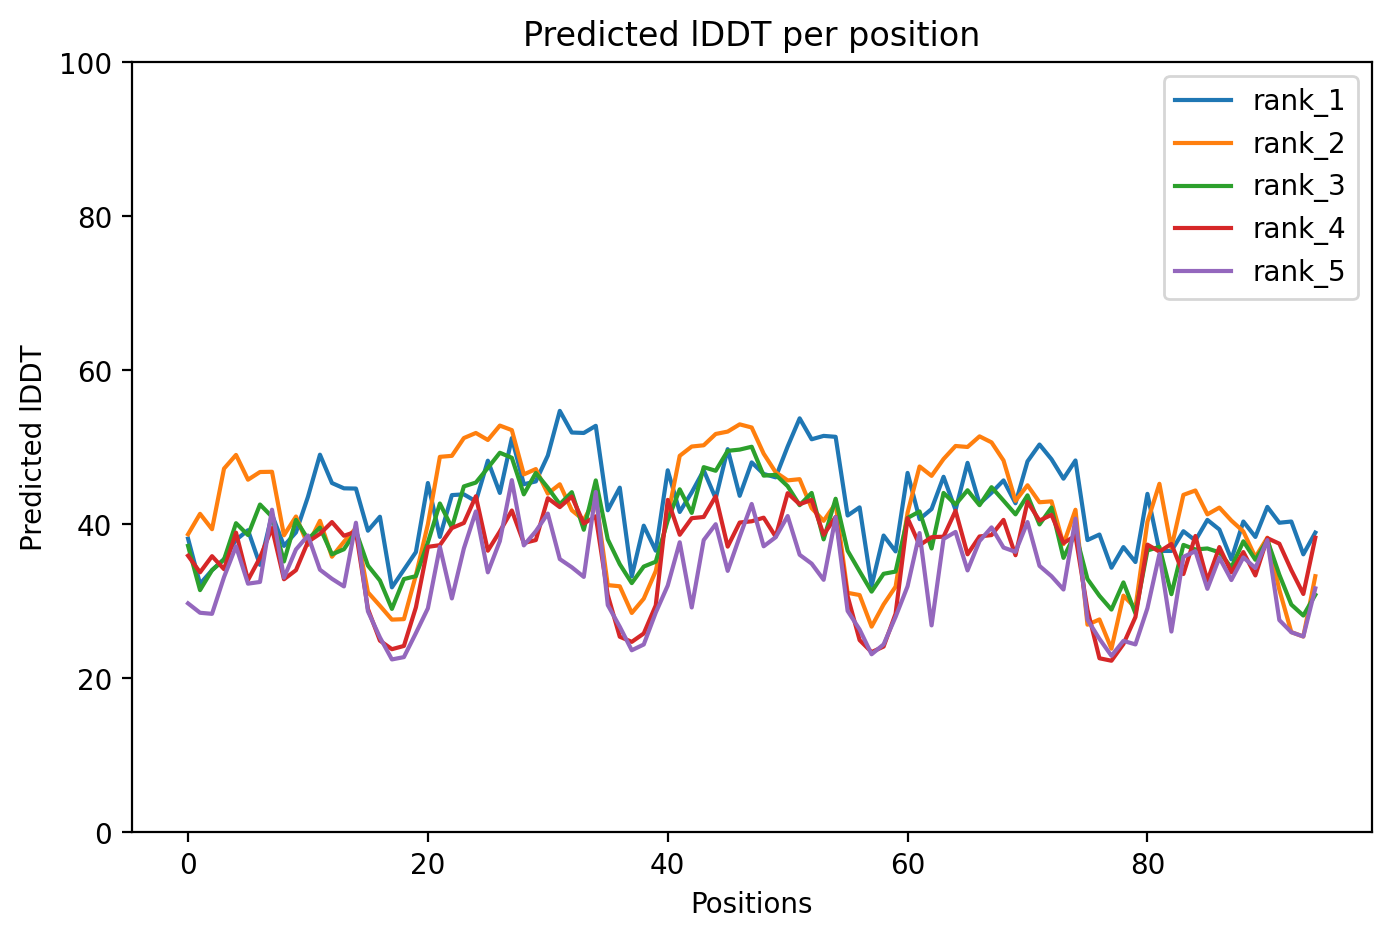 Predicted lDDT per position
100
80
60
40
20
0
Predicted lDDT
0 20 40 60 80
Positions
rank_1
rank_2
rank_3
rank_4
rank_5